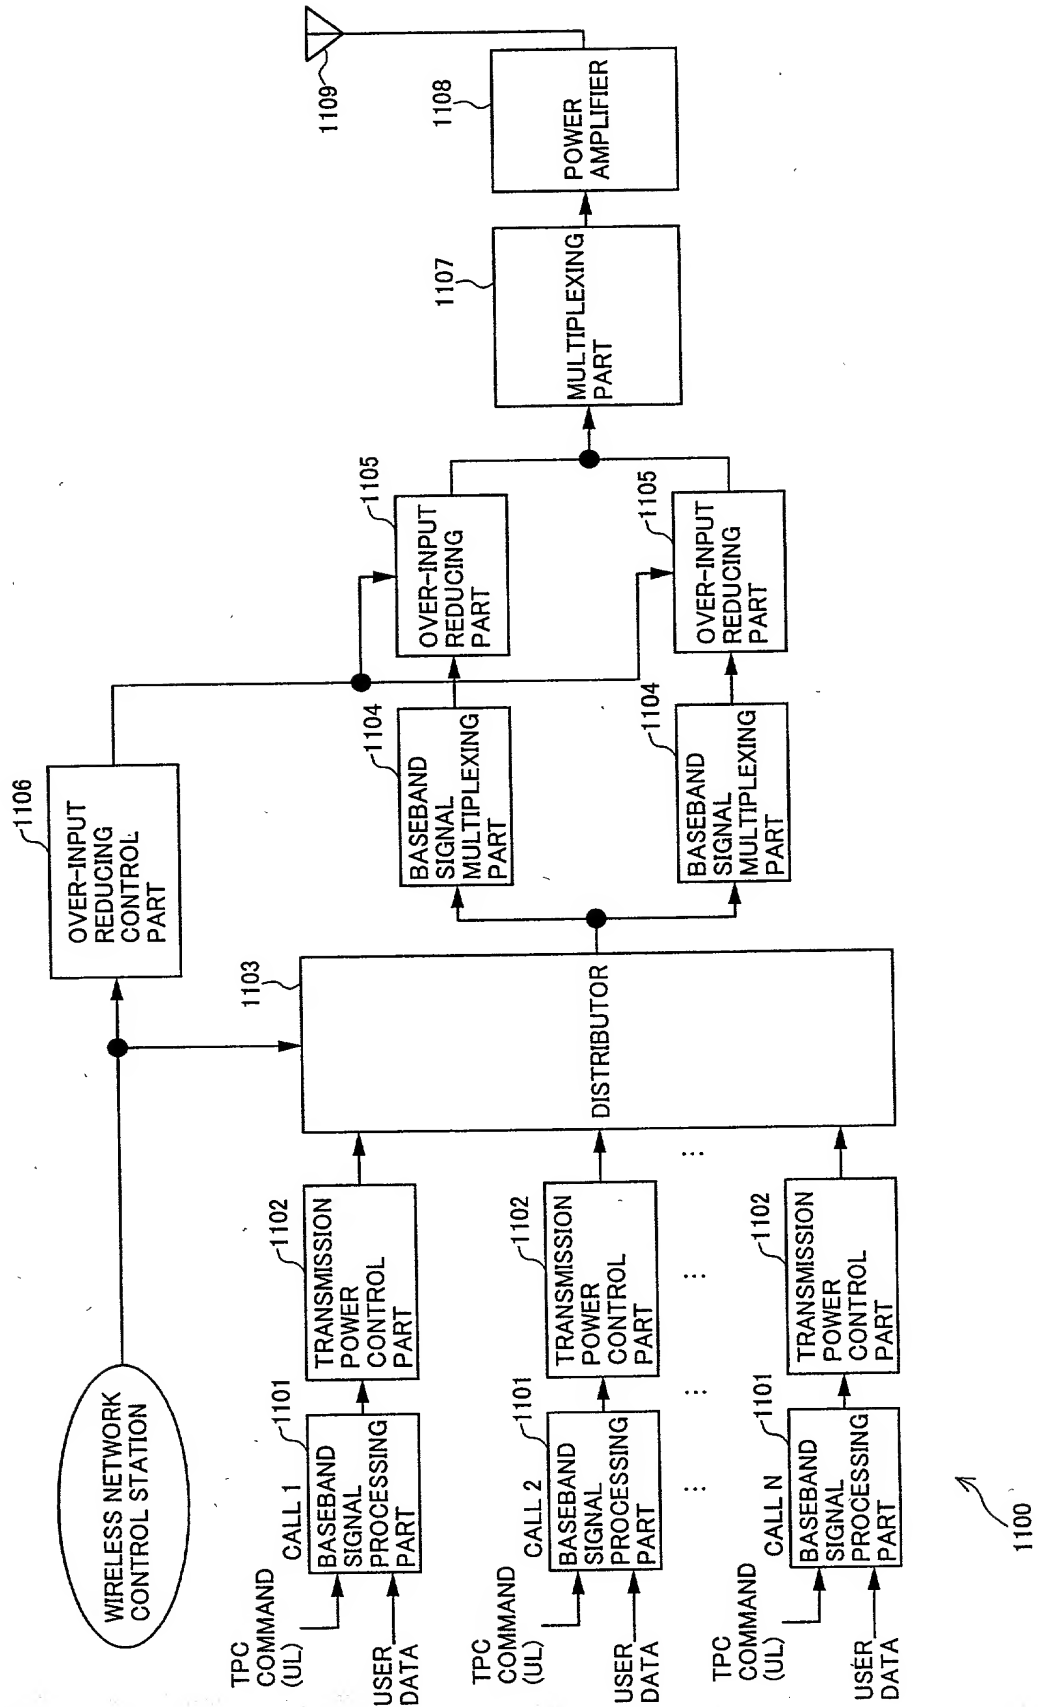 WIRELESS NETWORK
CONTROL STATION
1106
OVER-INPUT
REDUCING
CONTROL
PART
TPC
COMMAND
(UL)
USER
DATA
CALL 1
1101
BASEBAND
SIGNAL
PROCESSING
PART
1102
TRANSMISSION
POWER
CONTROL
PART
TPC
COMMAND
(UL)
USER
DATA
CALL 2
1101
BASEBAND
SIGNAL
PROCESSING
PART
1102
TRANSMISSION
POWER
CONTROL
PART
...
...
...
...
TPC
COMMAND
(UL)
USER
DATA
CALL N
1101
BASEBAND
SIGNAL
PROCESSING
PART
1102
TRANSMISSION
POWER
CONTROL
PART
1103
DISTRIBUTOR
1104
BASEBAND
SIGNAL
MULTIPLEXING
PART
1105
OVER-INPUT
REDUCING
PART
1104
BASEBAND
SIGNAL
MULTIPLEXING
PART
1105
OVER-INPUT
REDUCING
PART
1107
MULTIPLEXING
PART
1108
POWER
AMPLIFIER
1109
1100